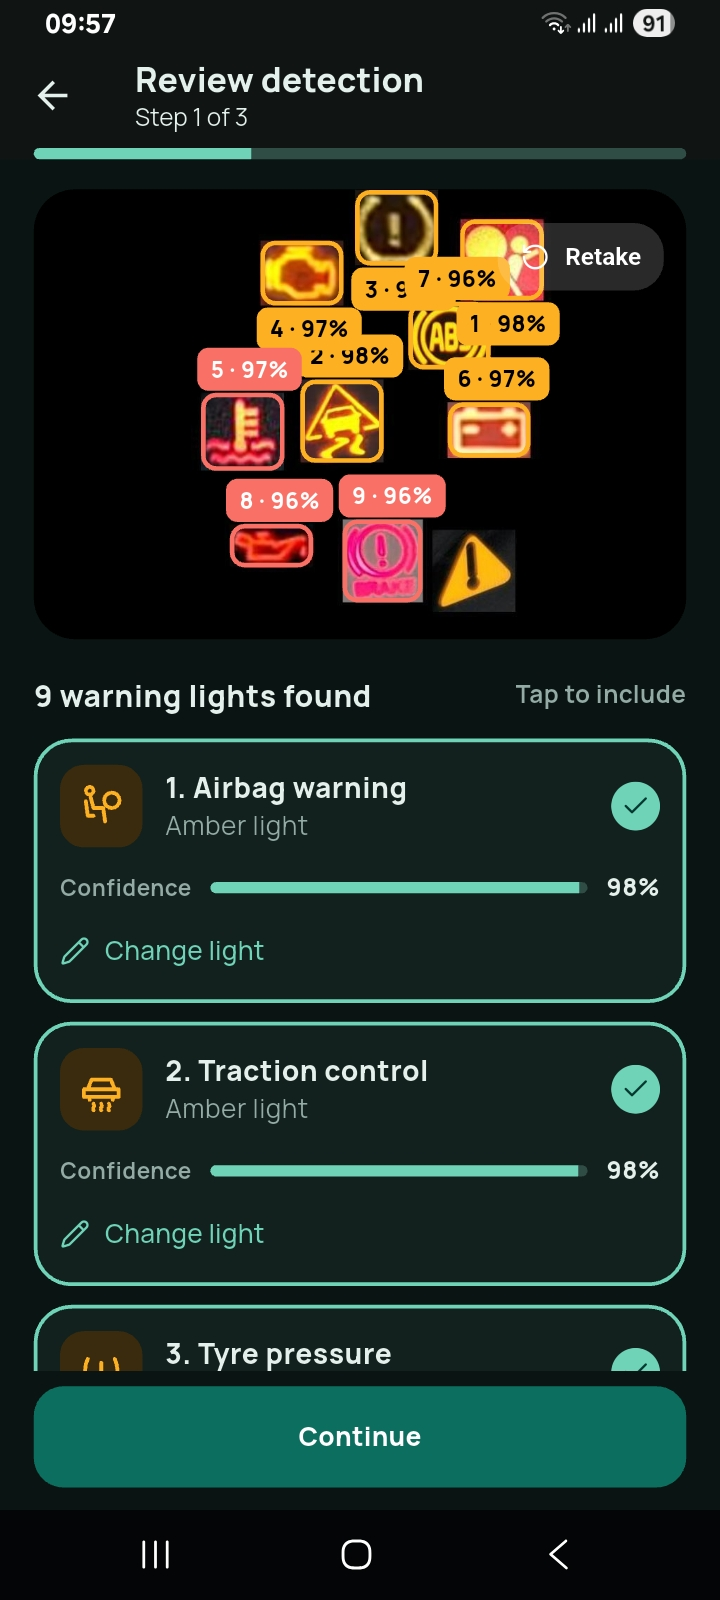 09:57
91
Review detection
Step 1 of 3
Retake
7 · 96%
3 · 9
4 · 97%
1 98%
ABS
2 · 98%
5 · 97%
6 · 97%
8 · 96%
9 · 96%
BRAKE
9 warning lights found
Tap to include
1. Airbag warning
Amber light
Confidence
98%
Change light
2. Traction control
Amber light
Confidence
98%
Change light
3. Tyre pressure
Continue